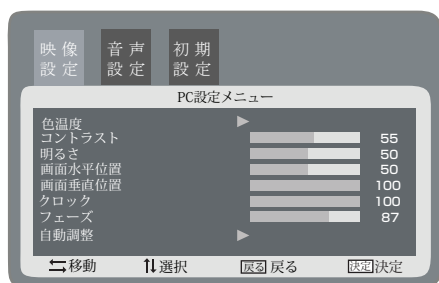 映像設定 音声設定 初期設定
PC設定メニュー
色温度 ▶
コントラスト 55
明るさ 50
画面水平位置 50
画面垂直位置 100
クロック 100
フェーズ 87
自動調整 ▶
⇆移動 ⇅選択 戻る 戻る 決定 決定